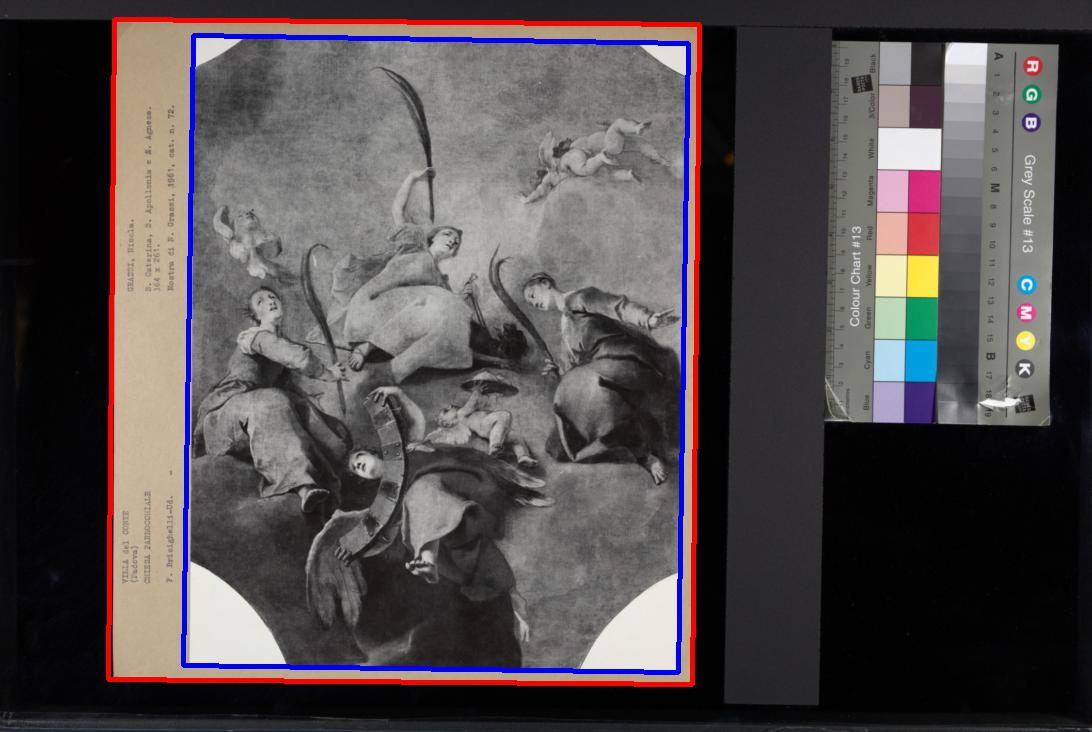 VILLA del CONTE
(Padova)
CHIESA PARROCCHIALE
F. Brisighelli-Ud. -
GRASSI, Nicola.
S. Caterina, S. Apollonia e S. Agnese.
364 x 261.
Mostra di N. Grassi, 1961, cat. n. 72.
Colour Chart #13
Blue
Cyan
Green
Yellow
Red
Magenta
White
3/Color
Black
Grey Scale #13
R
G
B
C
M
Y
K
A
1
2
3
4
5
6
M
8
9
10
11
12
13
14
15
B
17
18
19